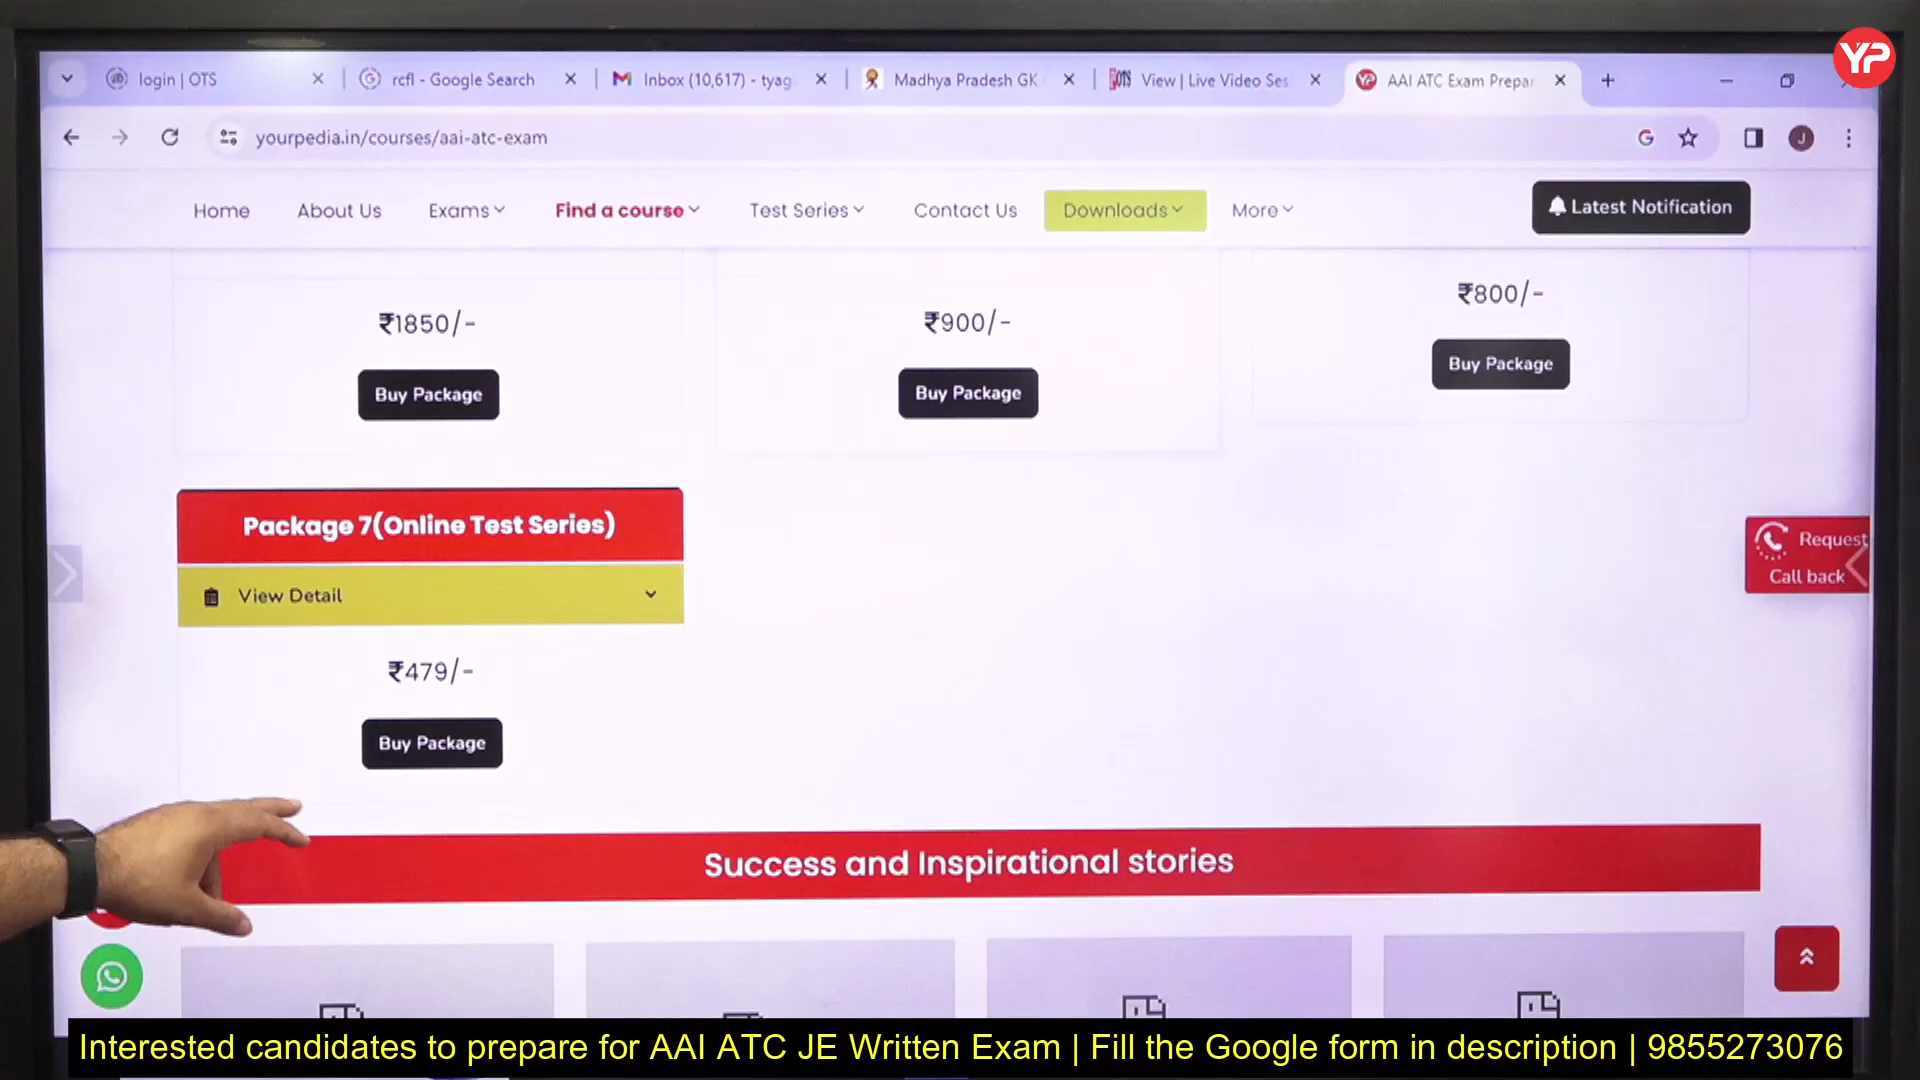 YP
login | OTS
rcfl - Google Search
Inbox (10,617) - tyag
Madhya Pradesh GK
OTS View | Live Video Ses
YP AAI ATC Exam Prepar
yourpedia.in/courses/aai-atc-exam
G
J
Home
About Us
Exams
Find a course
Test Series
Contact Us
Downloads
More
Latest Notification
₹1850/-
₹900/-
₹800/-
Buy Package
Buy Package
Buy Package
Package 7(Online Test Series)
View Detail
₹479/-
Buy Package
Request
Call back
Success and Inspirational stories
Interested candidates to prepare for AAI ATC JE Written Exam | Fill the Google form in description | 9855273076